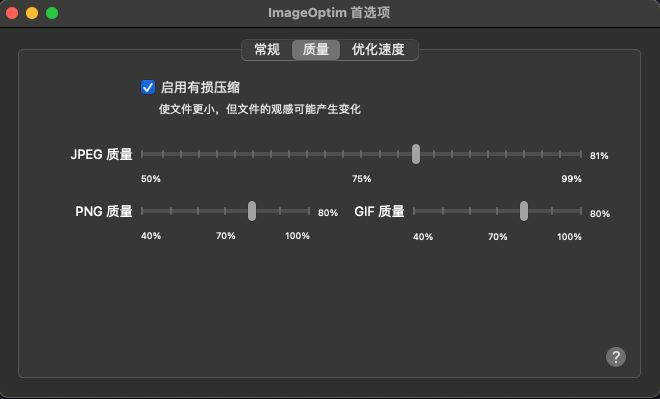 ImageOptim 首选项
常规 质量 优化速度
启用有损压缩
使文件更小，但文件的观感可能产生变化
JPEG 质量 81%
50% 75% 99%
PNG 质量 80% GIF 质量 80%
40% 70% 100% 40% 70% 100%
?